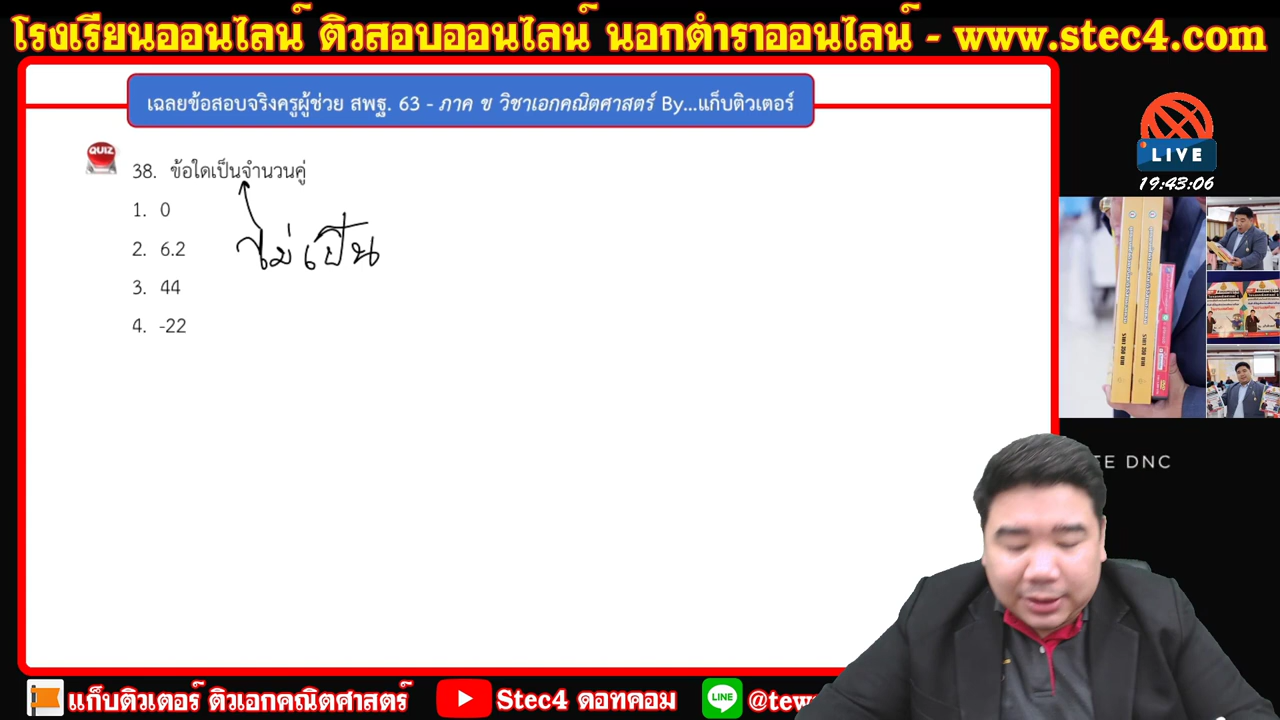 โรงเรียนออนไลน์ ติวสอบออนไลน์ นอกตำราออนไลน์ - www.stec4.com
เฉลยข้อสอบจริงครูผู้ช่วย สพฐ. 63 - ภาค ข วิชาเอกคณิตศาสตร์ By...แก็บติวเตอร์
QUIZ
38. ข้อใดเป็นจำนวนคู่
ไม่เป็น
1. 0
2. 6.2
3. 44
4. -22
LIVE
19:43:06
TE DNC
แก็บติวเตอร์ ติวเอกคณิตศาสตร์
Stec4 ดอทคอม
LINE
@tew